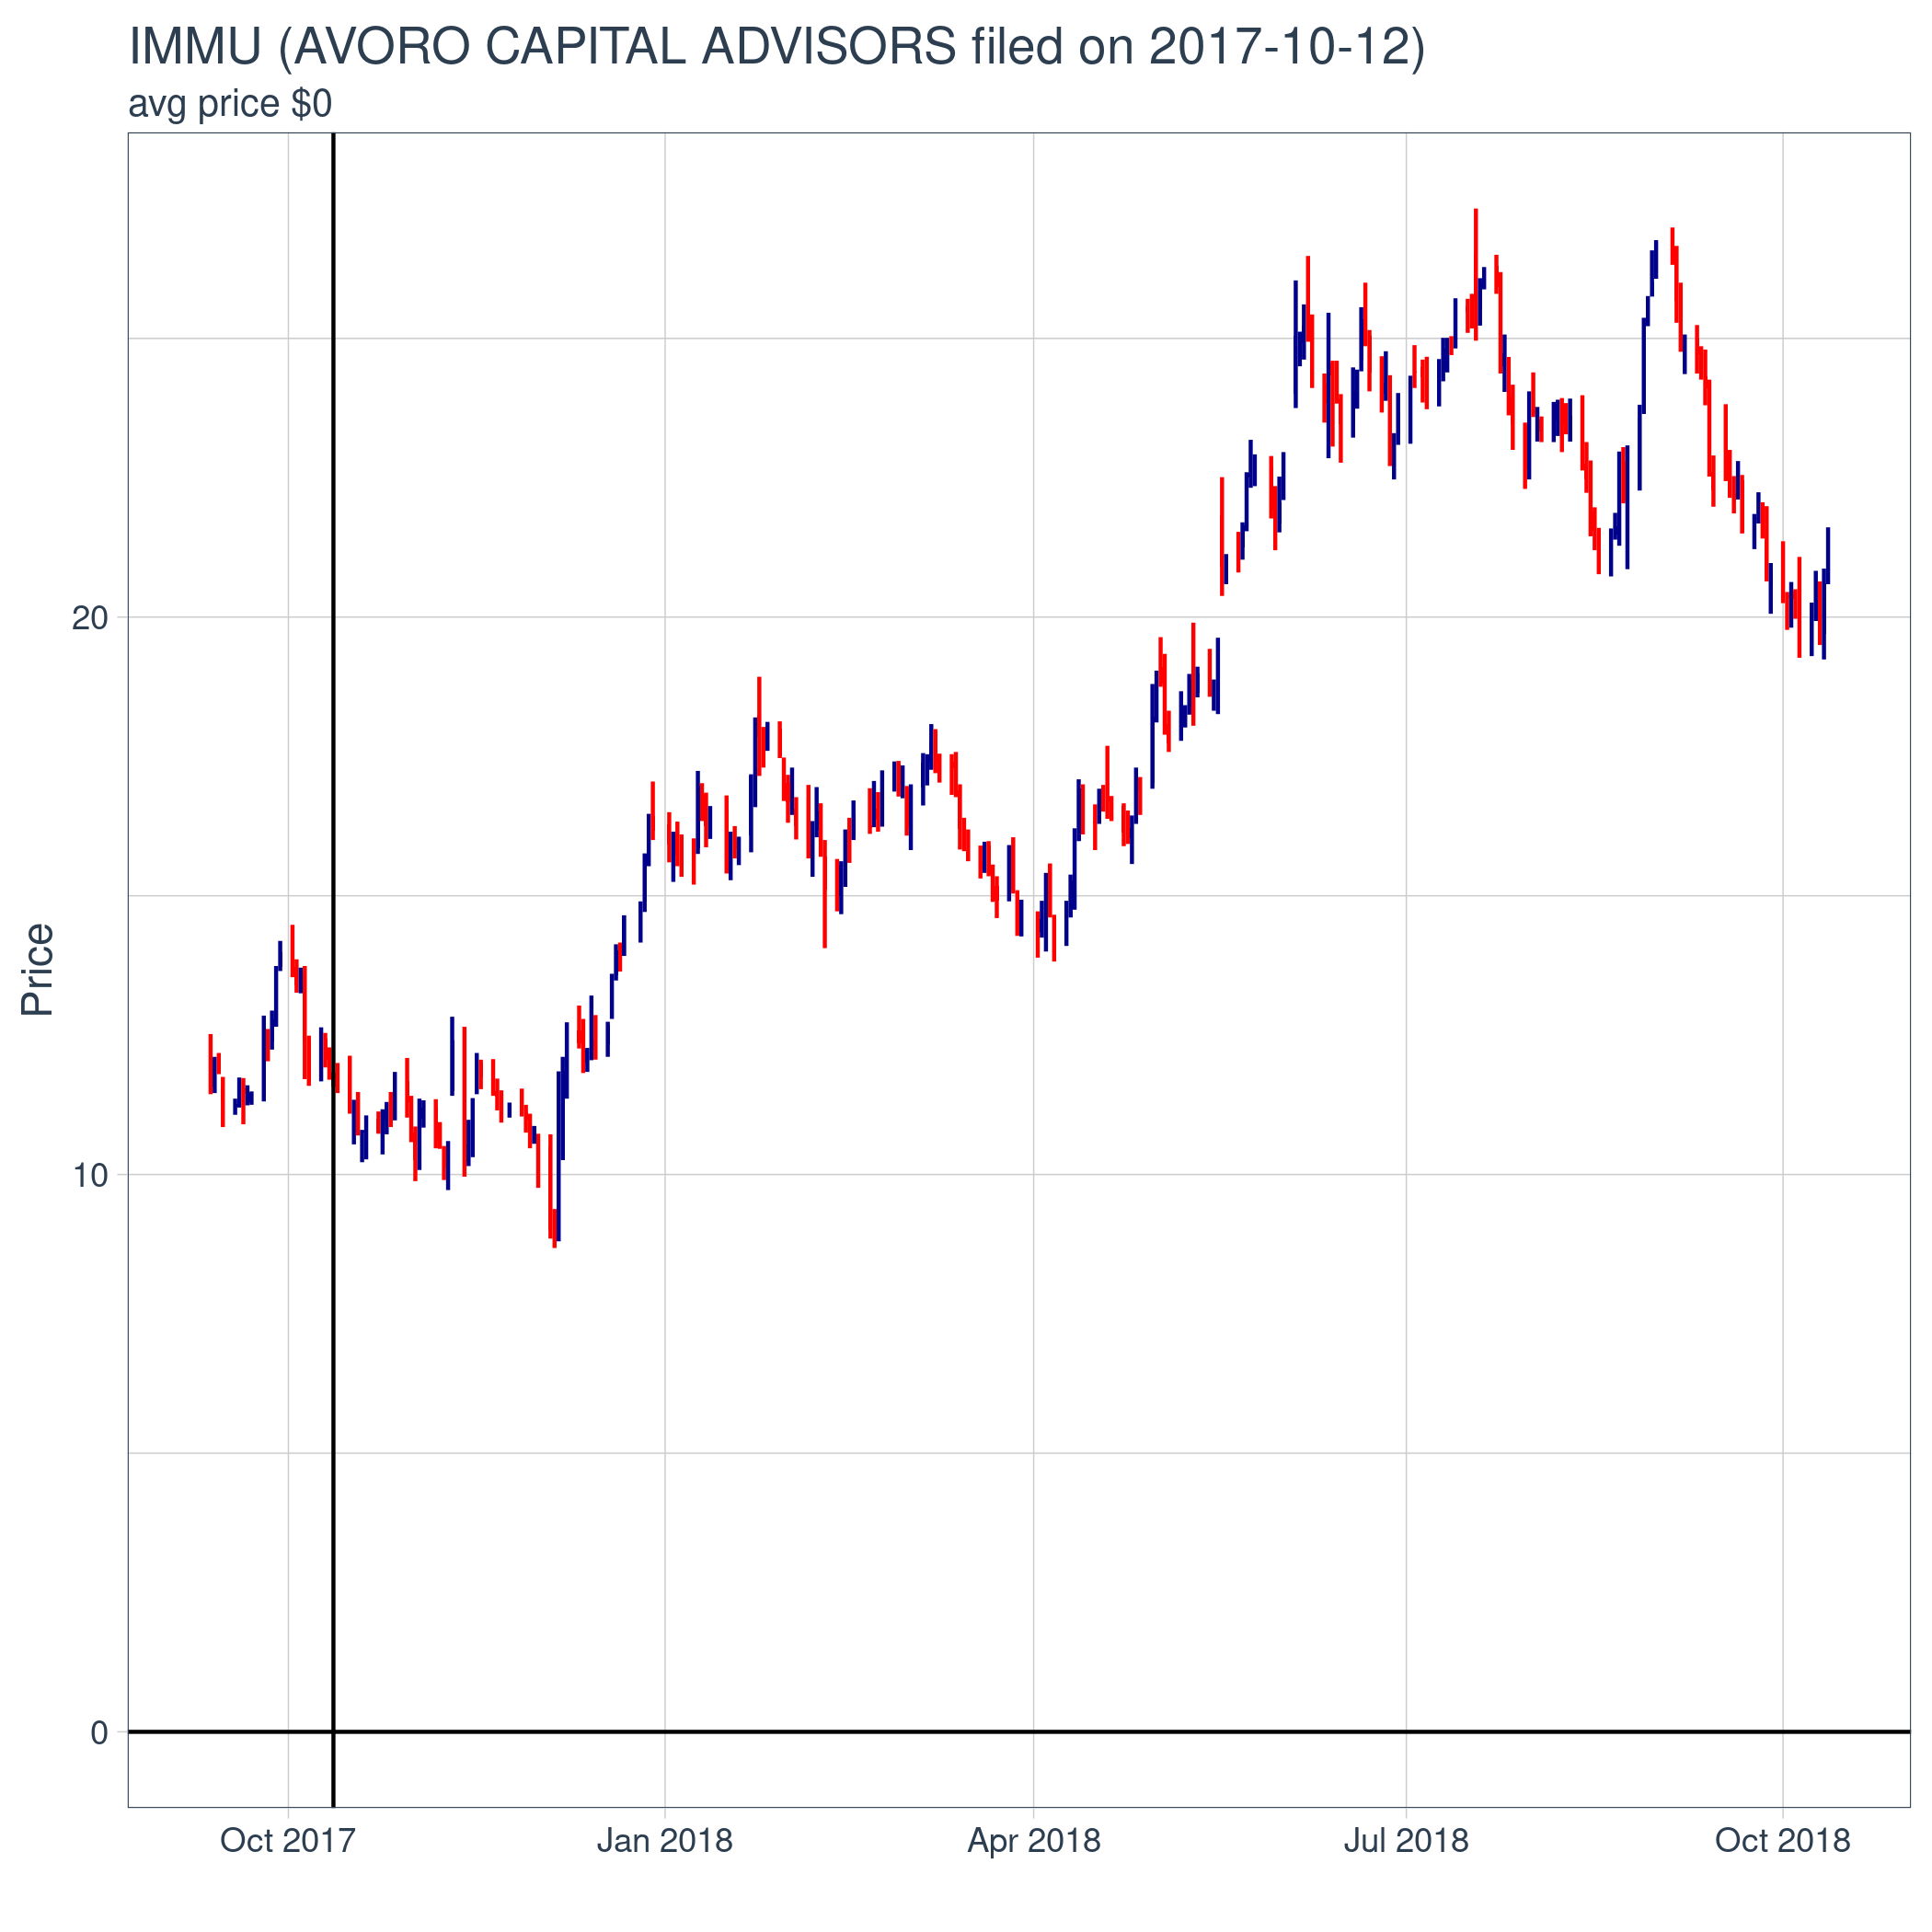 IMMU (AVORO CAPITAL ADVISORS filed on 2017-10-12)
avg price $0
20
10
0
Price
Oct 2017
Jan 2018
Apr 2018
Jul 2018
Oct 2018